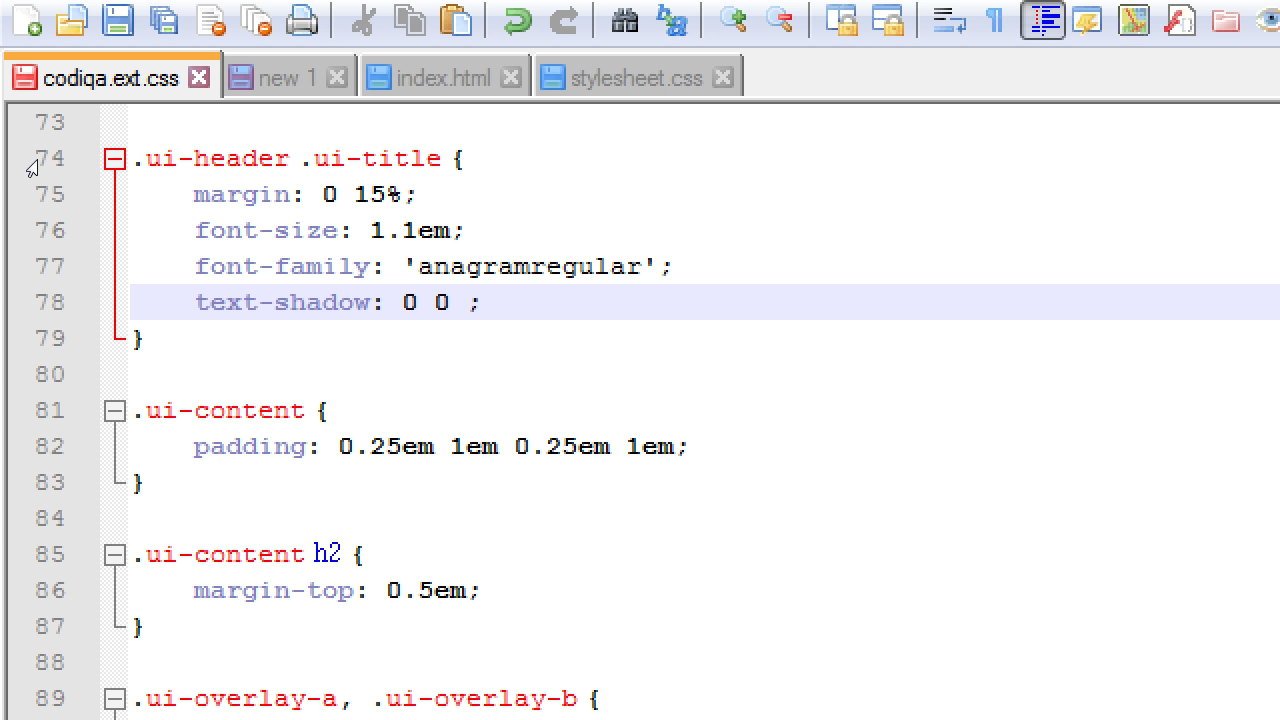 codiqa.ext.css new 1 index.html stylesheet.css
73
74 .ui-header .ui-title {
75 margin: 0 15%;
76 font-size: 1.1em;
77 font-family: 'anagramregular';
78 text-shadow: 0 0 ;
79 }
80
81 .ui-content {
82 padding: 0.25em 1em 0.25em 1em;
83 }
84
85 .ui-content h2 {
86 margin-top: 0.5em;
87 }
88
89 .ui-overlay-a, .ui-overlay-b {